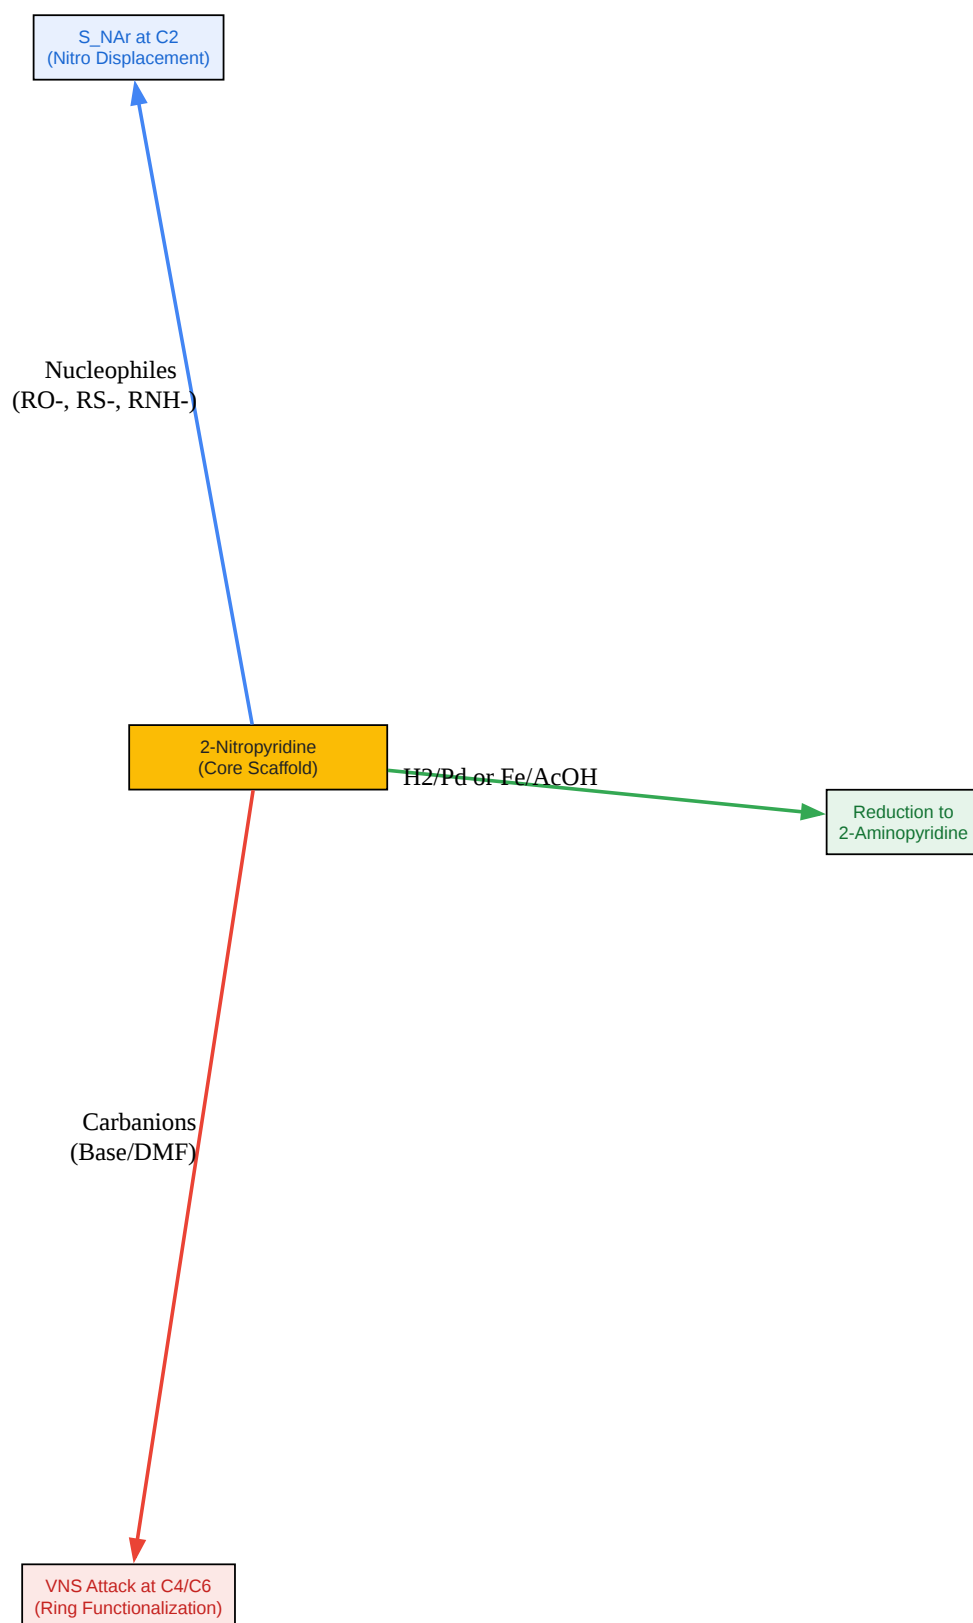 S_NAr at C2
(Nitro Displacement)
Nucleophiles
(RO-, RS-, RNH-)
2-Nitropyridine
(Core Scaffold)
H2/Pd or Fe/AcOH
Reduction to
2-Aminopyridine
Carbanions
(Base/DMF)
VNS Attack at C4/C6
(Ring Functionalization)